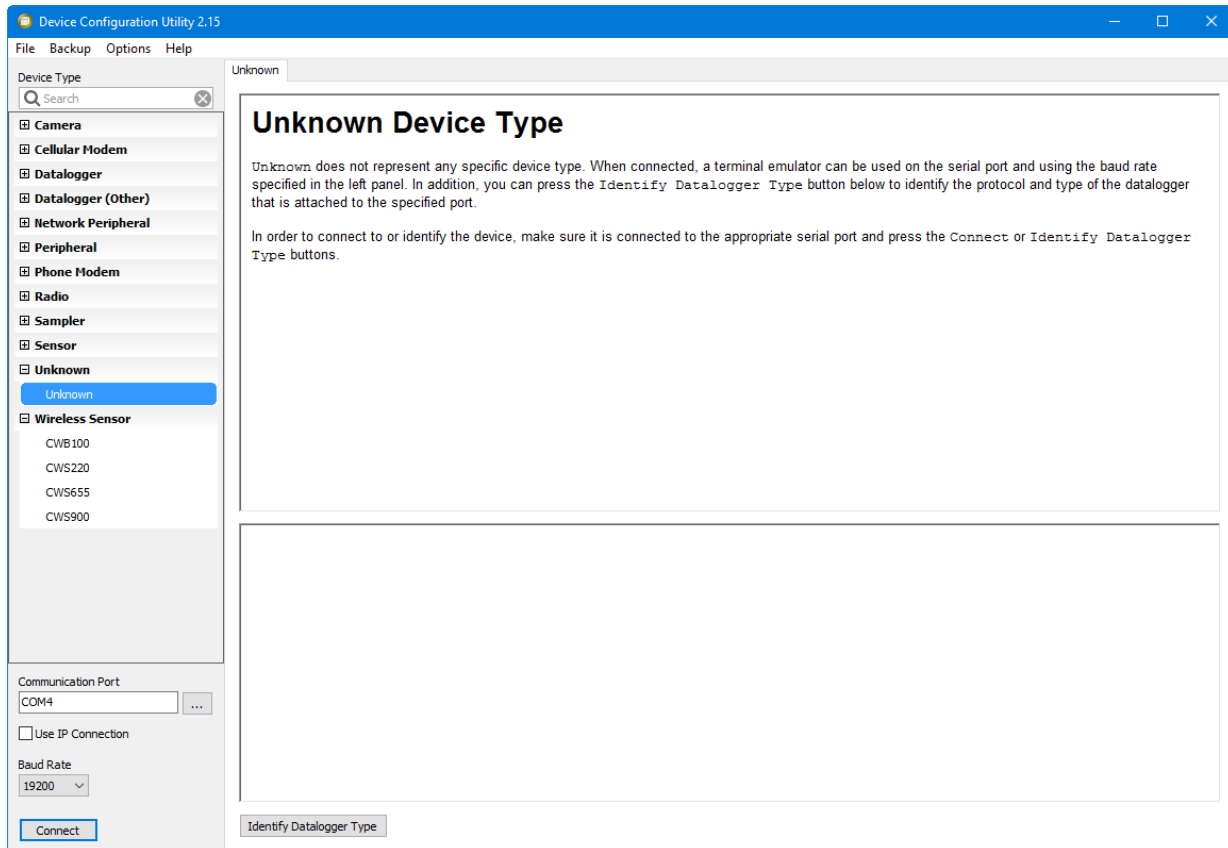 Device Configuration Utility 2.15
File Backup Options Help
Device Type
Search
Camera
Cellular Modem
Datalogger
Datalogger (Other)
Network Peripheral
Peripheral
Phone Modem
Radio
Sampler
Sensor
Unknown
Unknown
Wireless Sensor
CWB100
CWS220
CWS655
CWS900
Communication Port
COM4
...
Use IP Connection
Baud Rate
19200
Connect
Unknown
Unknown Device Type
Unknown does not represent any specific device type. When connected, a terminal emulator can be used on the serial port and using the baud rate
specified in the left panel. In addition, you can press the Identify Datalogger Type button below to identify the protocol and type of the datalogger
that is attached to the specified port.
In order to connect to or identify the device, make sure it is connected to the appropriate serial port and press the Connect or Identify Datalogger
Type buttons.
Identify Datalogger Type